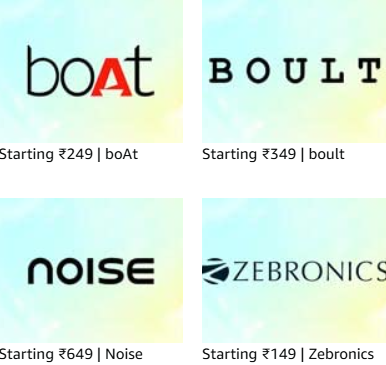 boAt
BOULT
Starting ₹249 | boAt
Starting ₹349 | boult
NOISE
ZEBRONICS
Starting ₹649 | Noise
Starting ₹149 | Zebronics